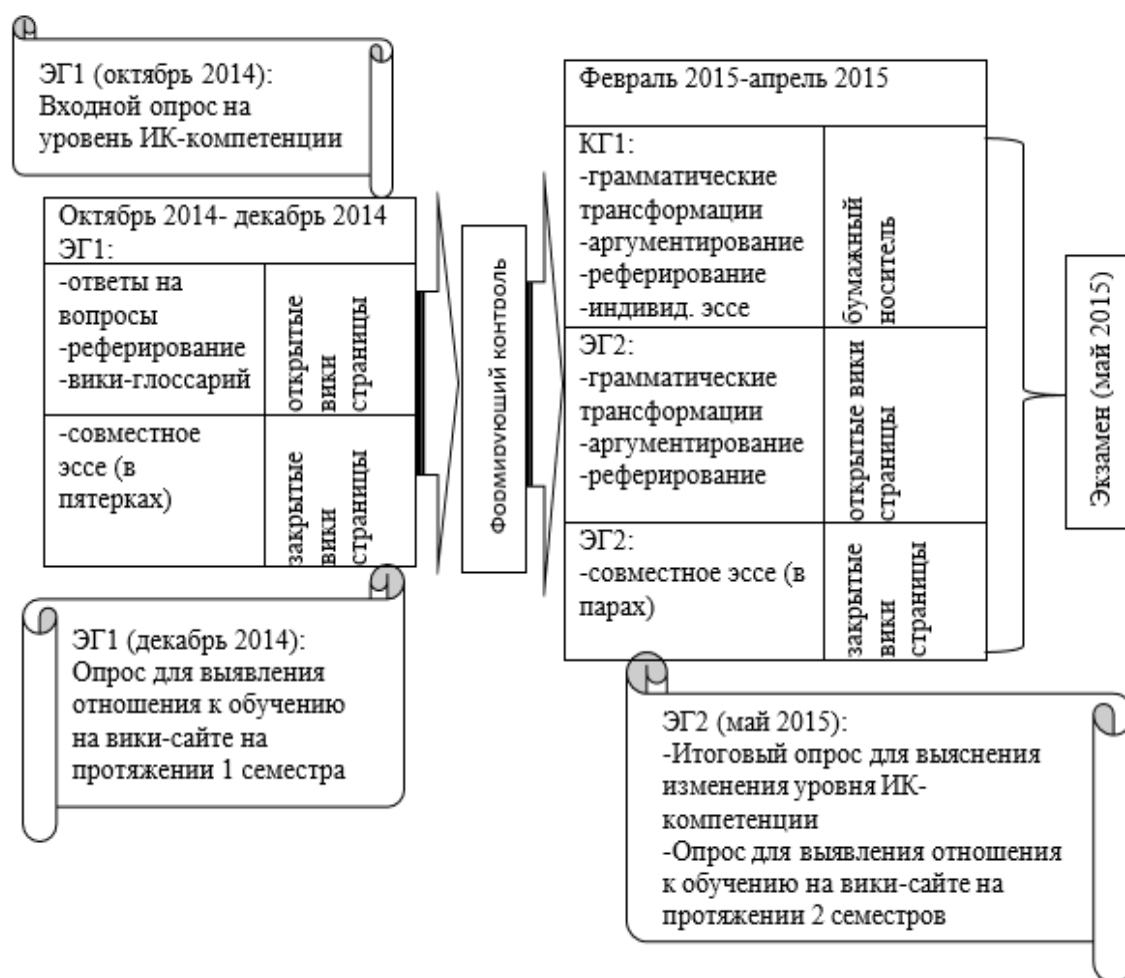 ЭГ1 (октябрь 2014):
Входной опрос на
уровень ИК-компетенции
Октябрь 2014- декабрь 2014
ЭГ1:
-ответы на
вопросы
-реферирование
-вики-глоссарий
открытые
вики
страницы
-совместное
эссе (в
пятерках)
закрытые
вики
страницы
ЭГ1 (декабрь 2014):
Опрос для выявления
отношения к обучению
на вики-сайте на
протяжении 1 семестра
Формирующий контроль
Февраль 2015-апрель 2015
КГ1:
-грамматические
трансформации
-аргументирование
-реферирование
-индивид. эссе
бумажный
носитель
ЭГ2:
-грамматические
трансформации
-аргументирование
-реферирование
открытые вики
страницы
ЭГ2:
-совместное эссе (в
парах)
закрытые
вики
страницы
Экзамен (май 2015)
ЭГ2 (май 2015):
-Итоговый опрос для выяснения
изменения уровня ИК-
компетенции
-Опрос для выявления отношения
к обучению на вики-сайте на
протяжении 2 семестров